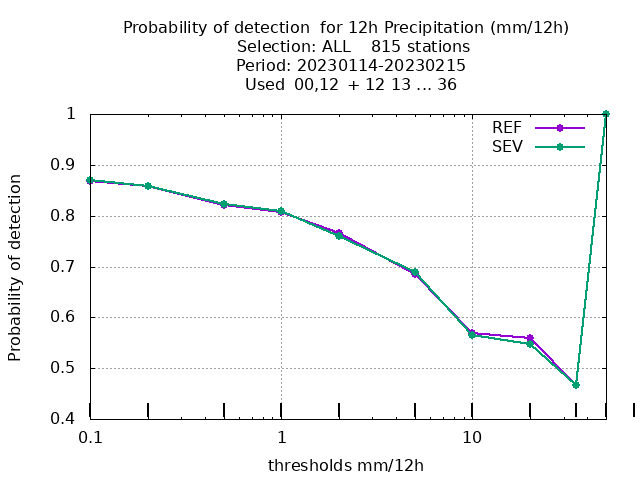 Probability of detection  for 12h Precipitation (mm/12h)
Selection: ALL    815 stations
Period: 20230114-20230215
Used  00,12  + 12 13 ... 36
REF
SEV
Probability of detection
1
0.9
0.8
0.7
0.6
0.5
0.4
0.1
1
10
thresholds mm/12h